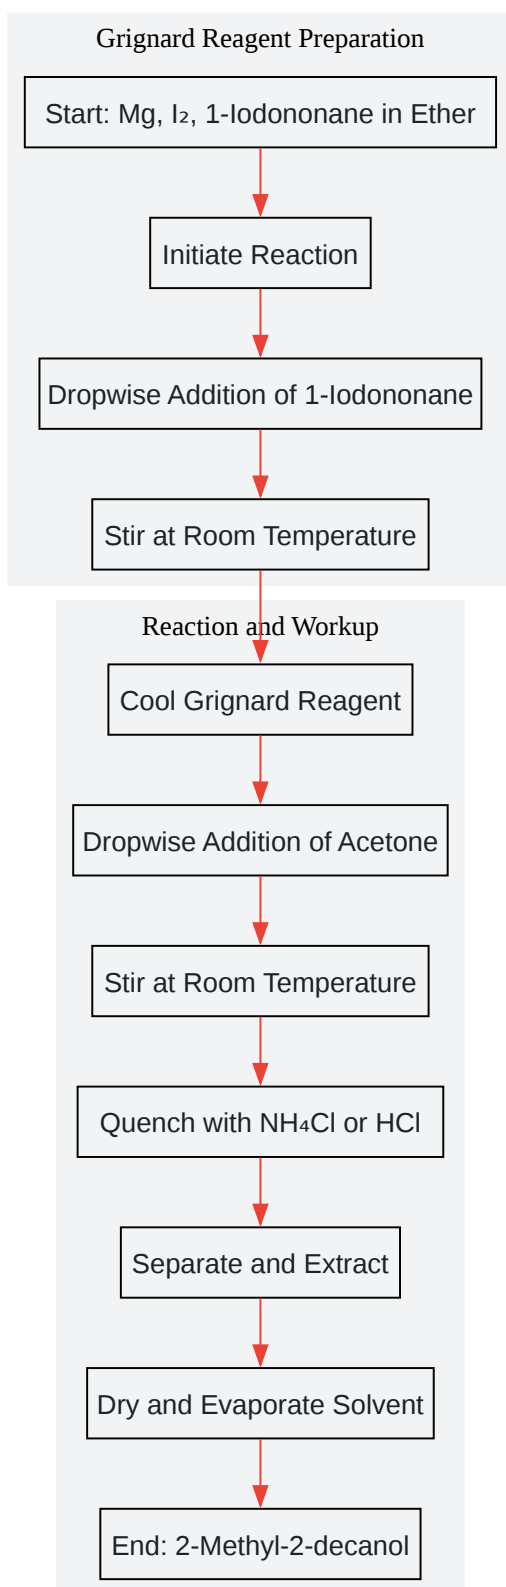 Grignard Reagent Preparation
Start: Mg, I₂, 1-Iodononane in Ether
Initiate Reaction
Dropwise Addition of 1-Iodononane
Stir at Room Temperature
Reaction and Workup
Cool Grignard Reagent
Dropwise Addition of Acetone
Stir at Room Temperature
Quench with NH₄Cl or HCl
Separate and Extract
Dry and Evaporate Solvent
End: 2-Methyl-2-decanol